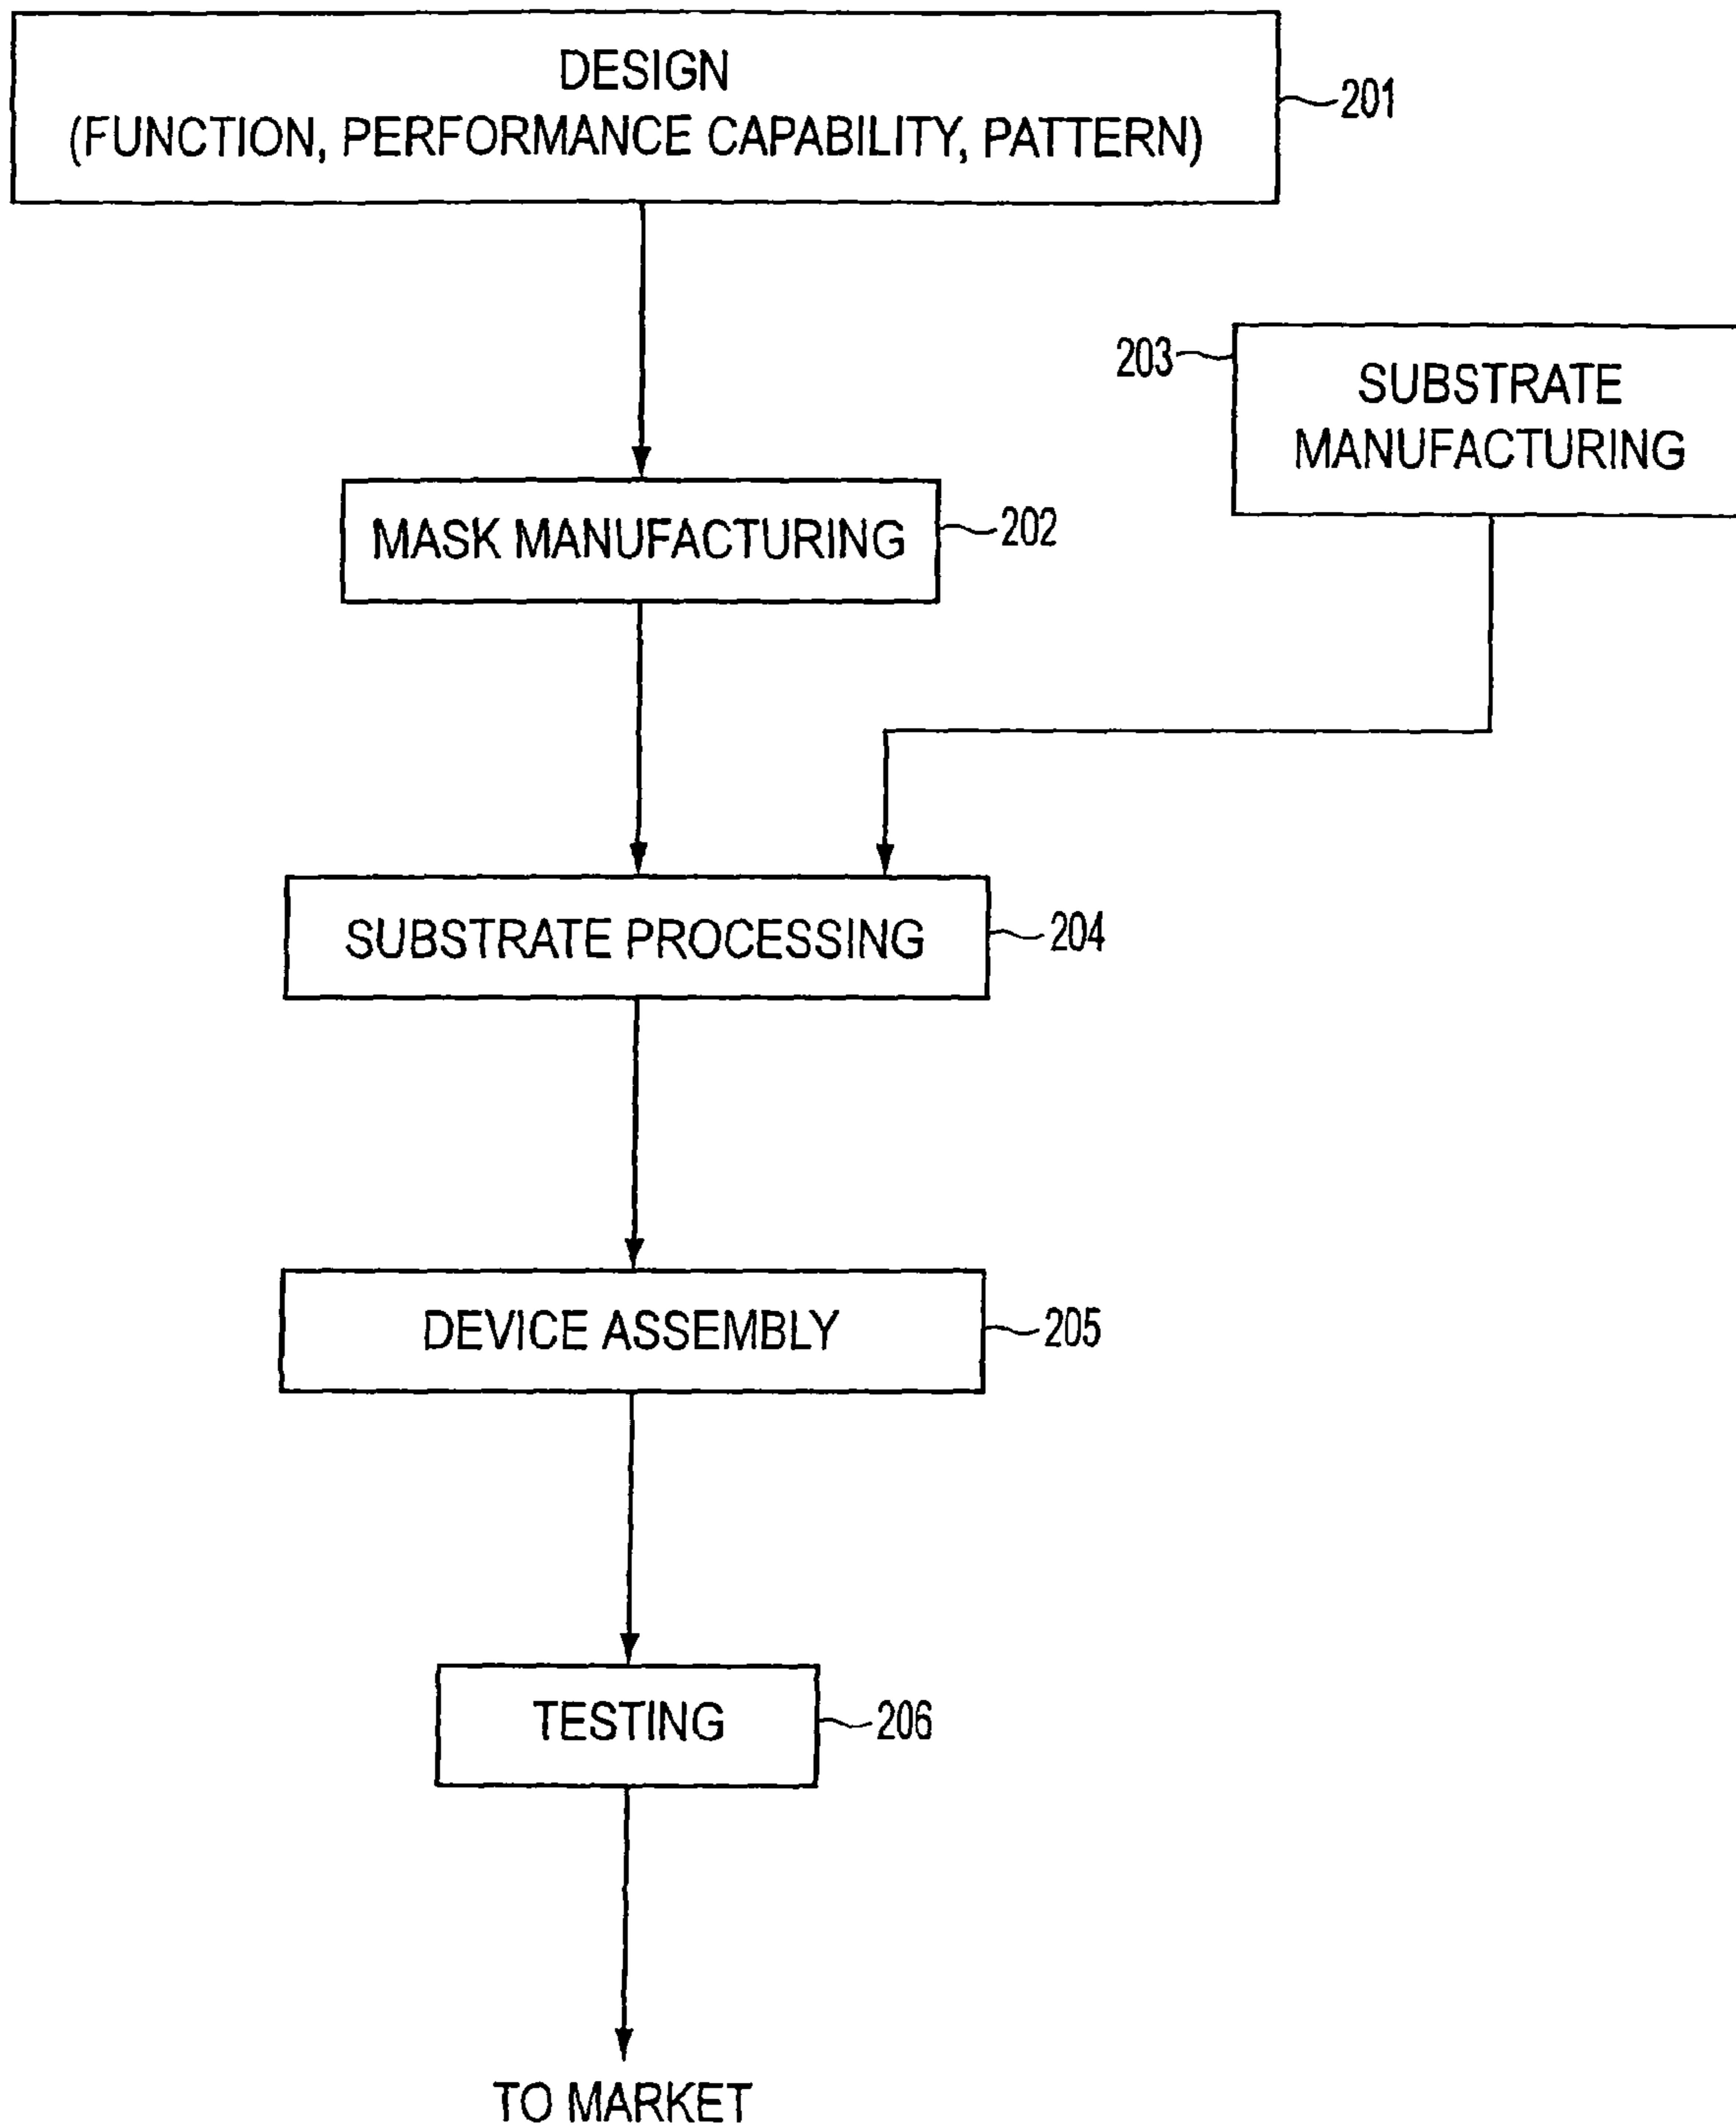 DESIGN
(FUNCTION, PERFORMANCE CAPABILITY, PATTERN)
201
203
SUBSTRATE
MANUFACTURING
MASK MANUFACTURING
202
SUBSTRATE PROCESSING
204
DEVICE ASSEMBLY
205
TESTING
206
TO MARKET